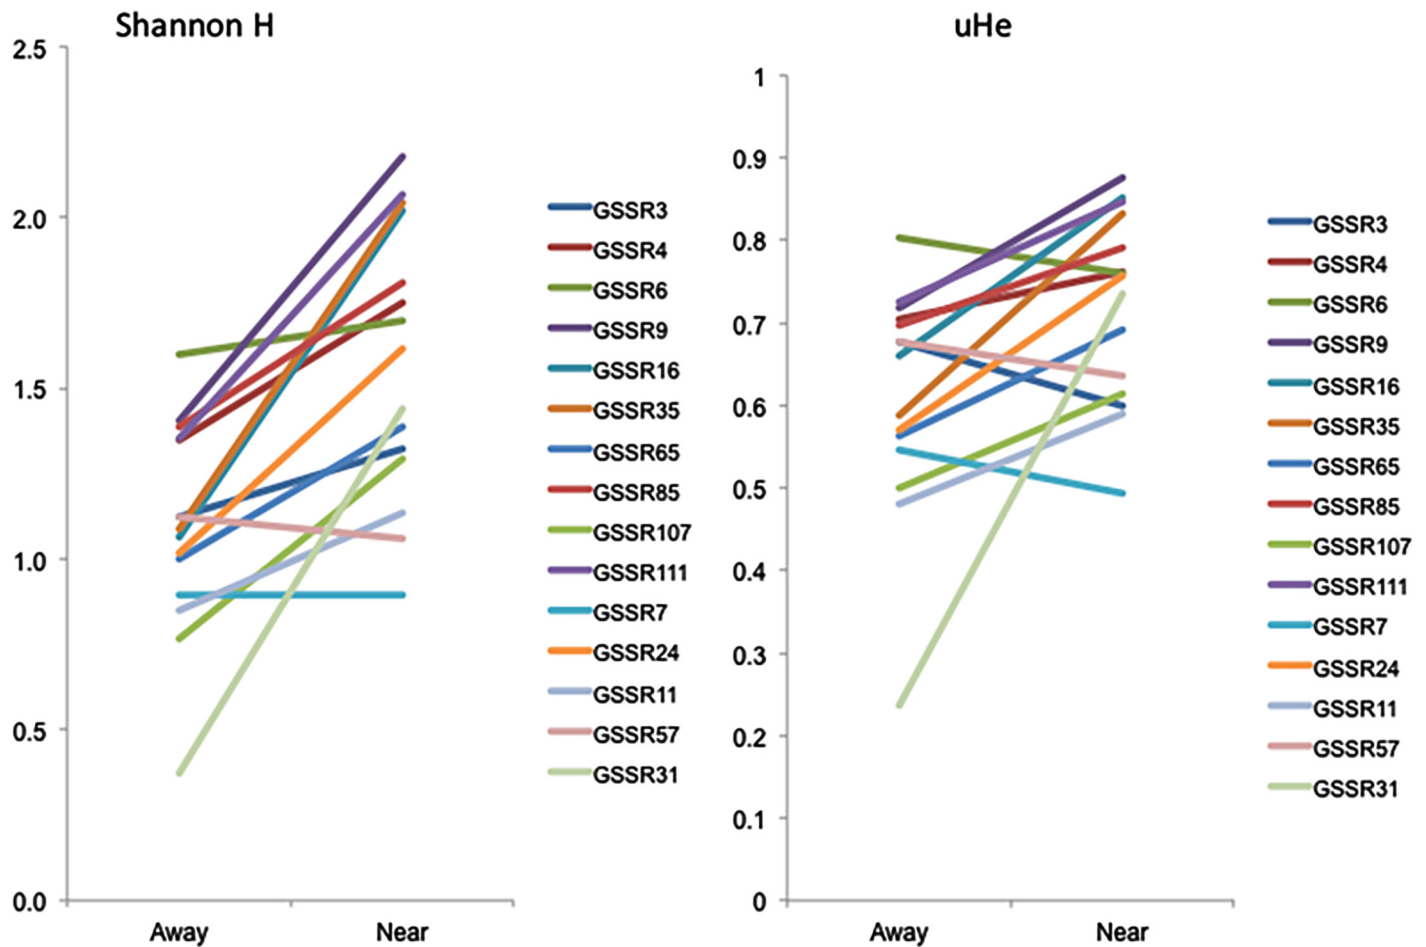 Shannon H
2.5
2.0
1.5
1.0
0.5
0.0
Away
Near
GSSR3
GSSR4
GSSR6
GSSR9
GSSR16
GSSR35
GSSR65
GSSR85
GSSR107
GSSR111
GSSR7
GSSR24
GSSR11
GSSR57
GSSR31
uHe
1
0.9
0.8
0.7
0.6
0.5
0.4
0.3
0.2
0.1
0
Away
Near
GSSR3
GSSR4
GSSR6
GSSR9
GSSR16
GSSR35
GSSR65
GSSR85
GSSR107
GSSR111
GSSR7
GSSR24
GSSR11
GSSR57
GSSR31